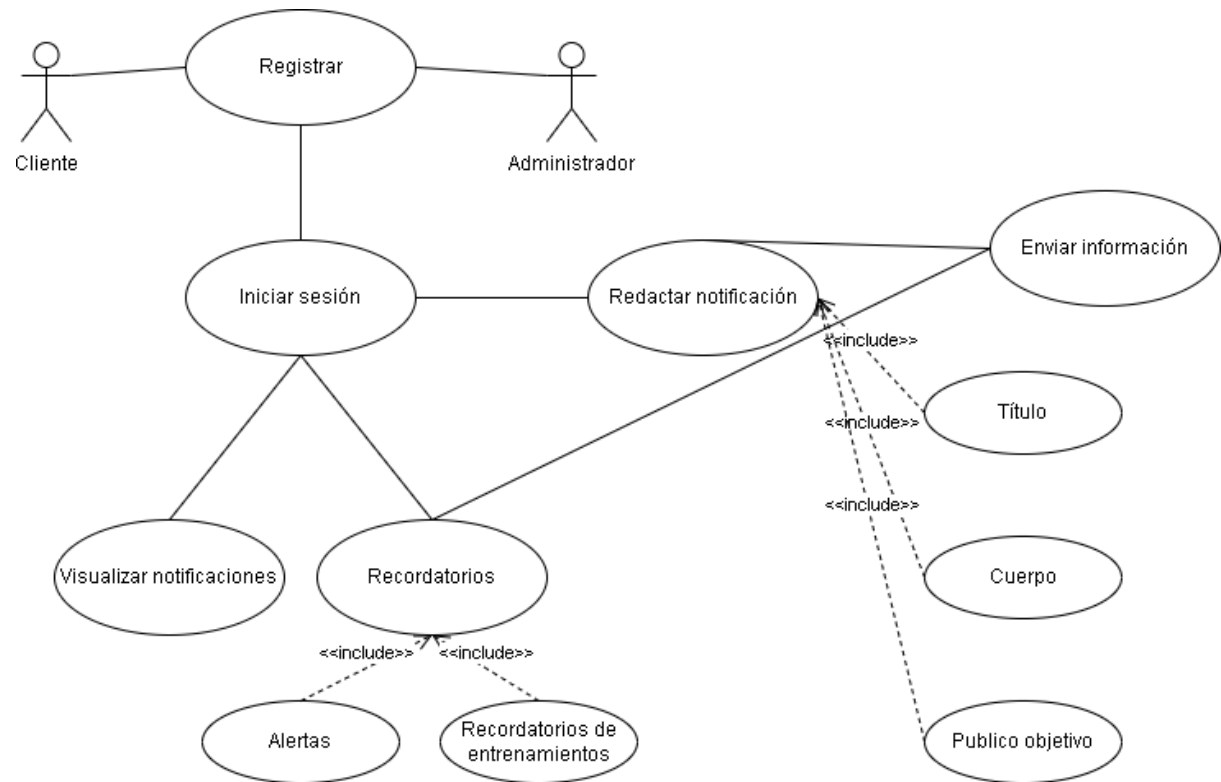 Registrar
Cliente
Administrador
Enviar información
Iniciar sesión
Redactar notificación
<<include>>
Título
<<include>>
<<include>>
Visualizar notificaciones
Recordatorios
Cuerpo
<<include>>
<<include>>
Alertas
Recordatorios de
entrenamientos
Publico objetivo